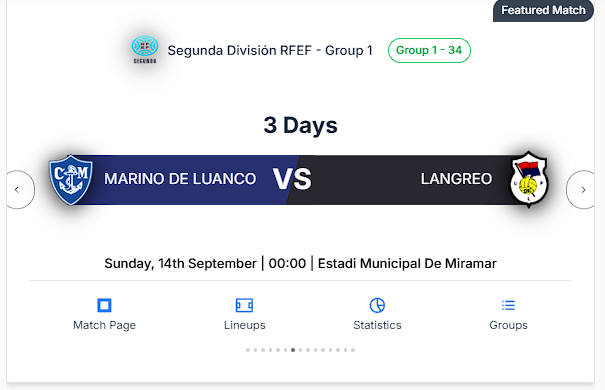 Featured Match
Segunda División RFEF - Group 1
Group 1 - 34
SEGUNDA
3 Days
C M
MARINO DE LUANCO VS LANGREO
Sunday, 14th September | 00:00 | Estadi Municipal De Miramar
Match Page
Lineups
Statistics
Groups